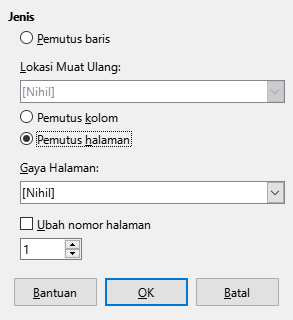 Jenis
Pemutus baris
Lokasi Muat Ulang:
[Nihil]
Pemutus kolom
Pemutus halaman
Gaya Halaman:
[Nihil]
Ubah nomor halaman
1
Bantuan OK Batal